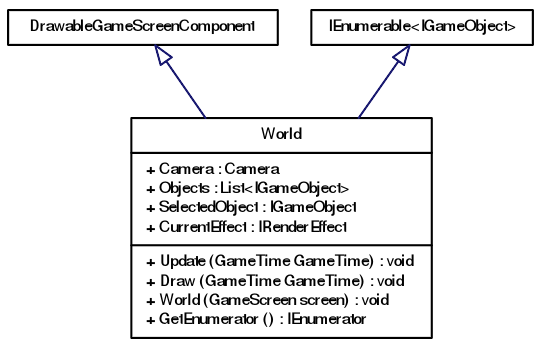 DrawableGameScreenComponent
IEnumerable<IGameObject>
World
+ Camera : Camera
+ Objects : List<IGameObject>
+ SelectedObject : IGameObject
+ CurrentEffect : IRenderEffect
+ Update (GameTime GameTime) : void
+ Draw (GameTime GameTime) : void
+ World (GameScreen screen) : void
+ GetEnumerator () : IEnumerator